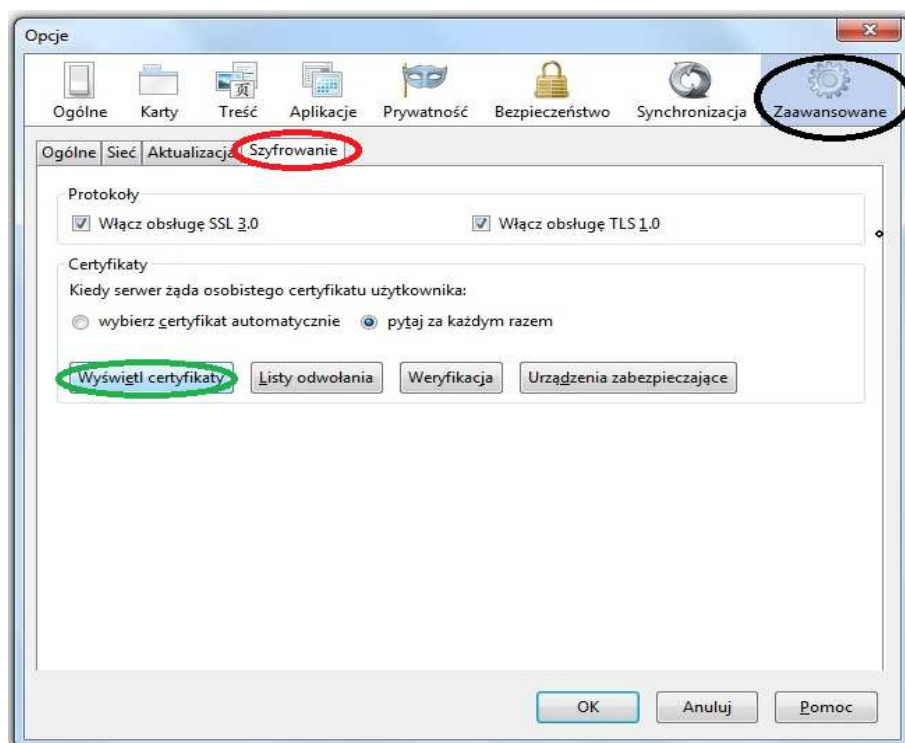 Opcje
Ogólne Karty Treść Aplikacje Prywatność Bezpieczeństwo Synchronizacja Zaawansowane
Ogólne Sieć Aktualizacja Szyfrowanie
Protokoły
Włącz obsługę SSL 3.0 Włącz obsługę TLS 1.0
Certyfikaty
Kiedy serwer żąda osobistego certyfikatu użytkownika:
wybierz certyfikat automatycznie pytaj za każdym razem
Wyświetl certyfikaty Listy odwołania Weryfikacja Urządzenia zabezpieczające
OK Anuluj Pomoc